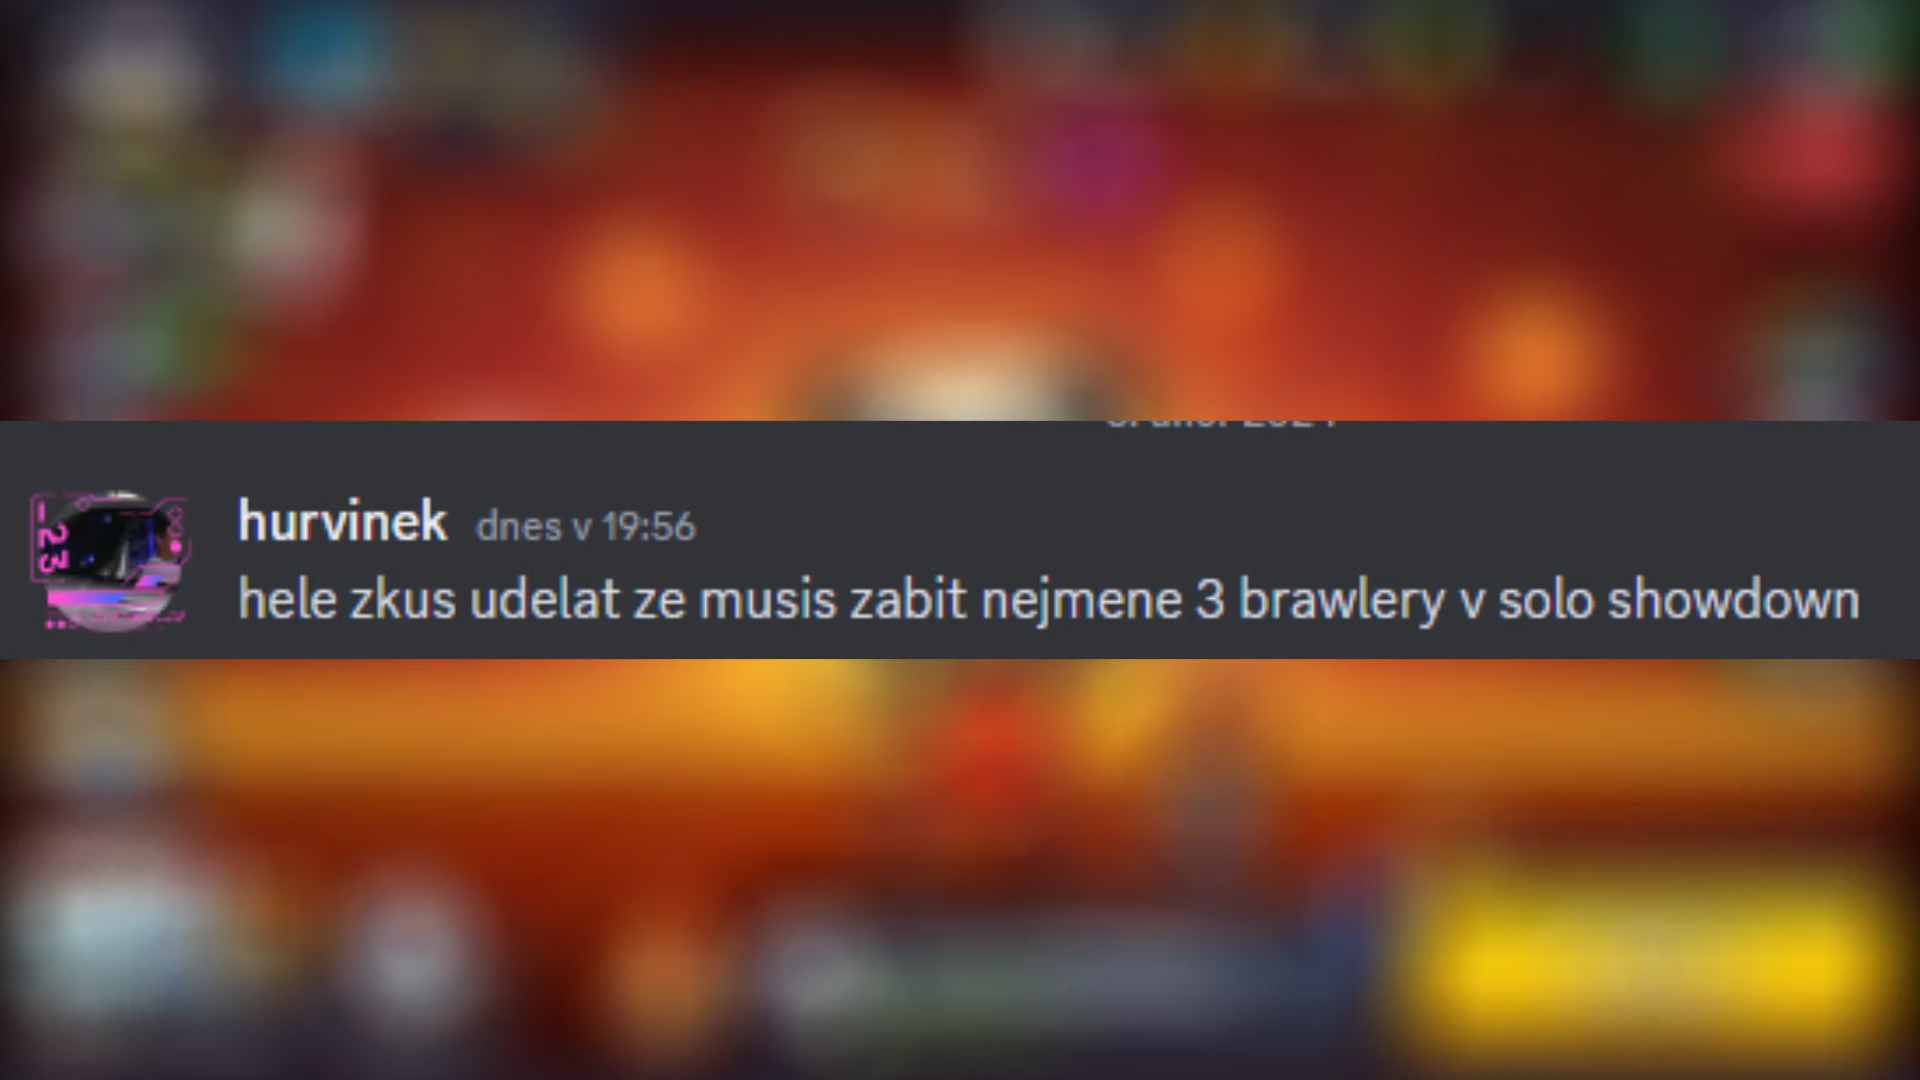 hurvinek dnes v 19:56
hele zkus udelat ze musis zabit nejmene 3 brawlery v solo showdown